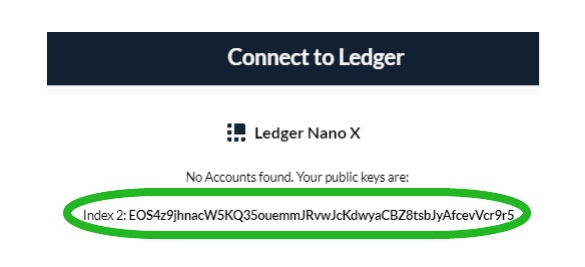 Connect to Ledger
Ledger Nano X
No Accounts found. Your public keys are:
Index 2: EOS4z9jhnacW5KQ35ouemmJRvwJcKdwyaCBZ8tsbJyAfcevVcr9r5